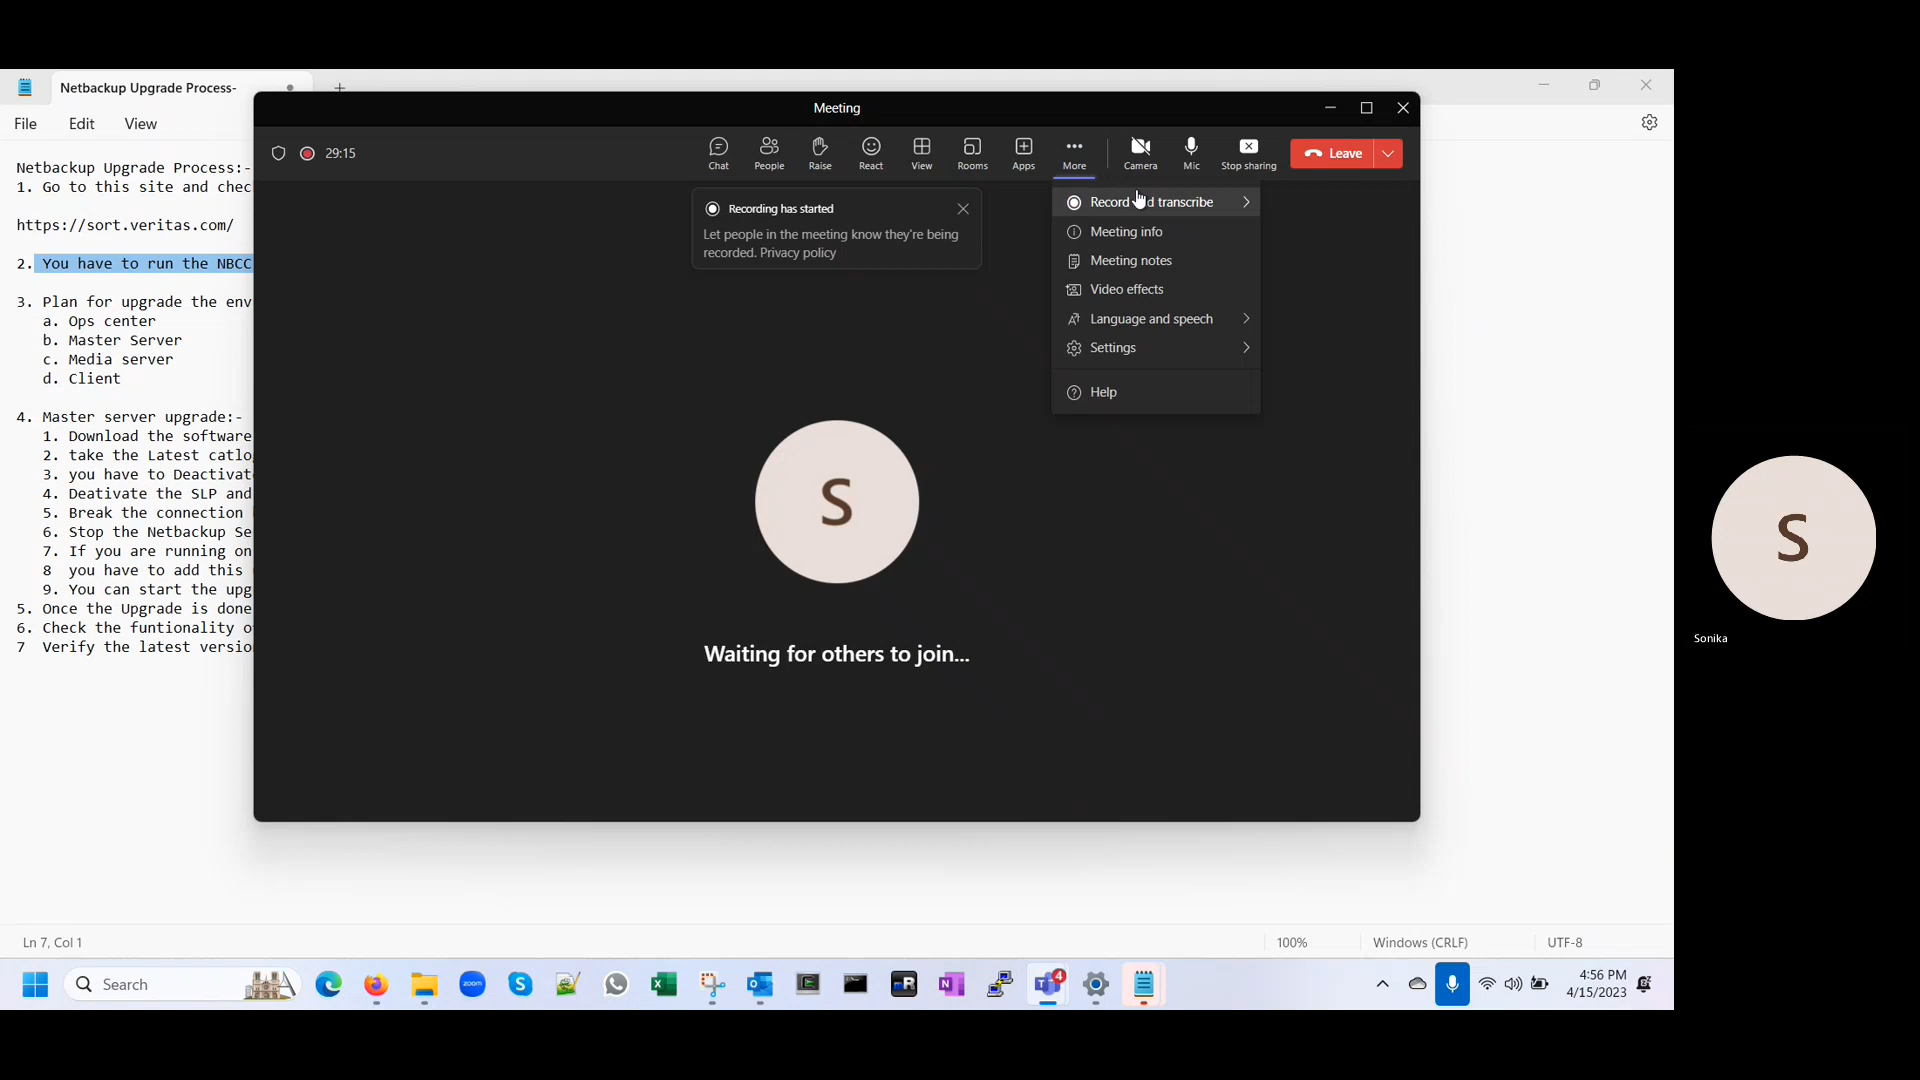 Netbackup Upgrade Process-
File Edit View
Netbackup Upgrade Process:-
1. Go to this site and chec
https://sort.veritas.com/
2. You have to run the NBCC
3. Plan for upgrade the env
a. Ops center
b. Master Server
c. Media server
d. Client
4. Master server upgrade:-
1. Download the software
2. take the Latest catlo
3. you have to Deactivat
4. Deativate the SLP and
5. Break the connection
6. Stop the Netbackup Se
7. If you are running on
8 you have to add this
9. You can start the upg
5. Once the Upgrade is done
6. Check the funtionality o
7 Verify the latest versio
Meeting
29:15
Chat People Raise React View Rooms Apps More Camera Mic Stop sharing Leave
Recording has started
Let people in the meeting know they're being
recorded. Privacy policy
Record d transcribe
Meeting info
Meeting notes
Video effects
Language and speech
Settings
Help
S
Waiting for others to join...
S
Sonika
Ln 7, Col 1 100% Windows (CRLF) UTF-8
Search zoom 4 4:56 PM
4/15/2023